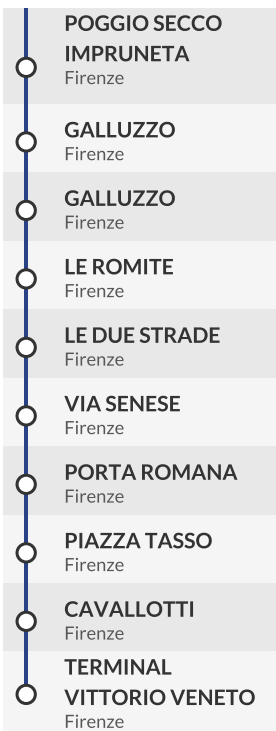 POGGIO SECCO
IMPRUNETA
Firenze
GALLUZZO
Firenze
GALLUZZO
Firenze
LE ROMITE
Firenze
LE DUE STRADE
Firenze
VIA SENESE
Firenze
PORTA ROMANA
Firenze
PIAZZA TASSO
Firenze
CAVALLOTTI
Firenze
TERMINAL
VITTORIO VENETO
Firenze